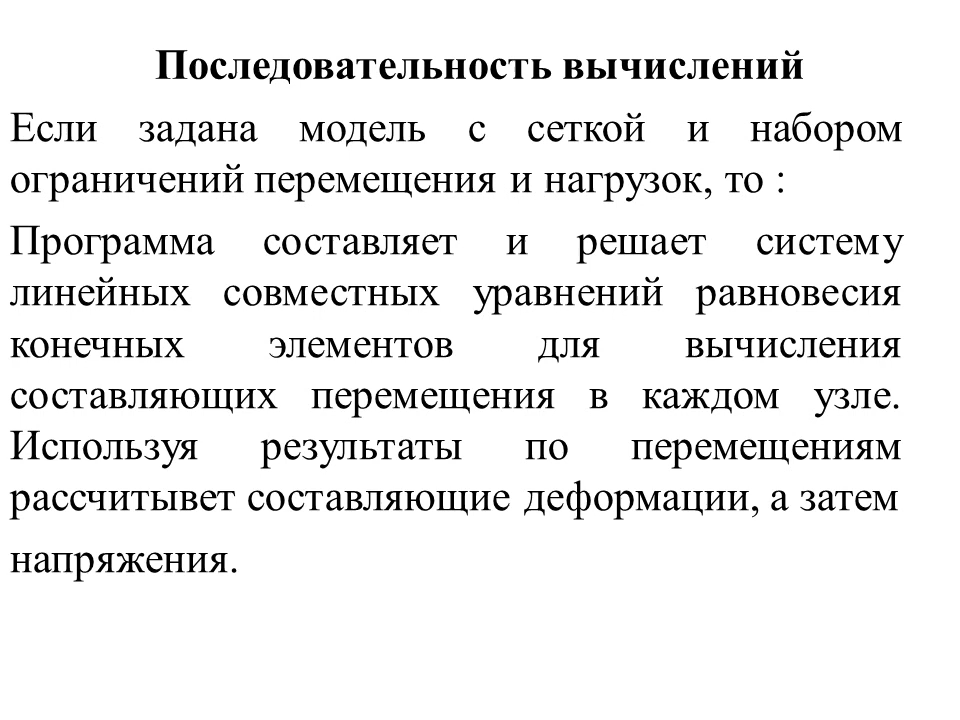 Последовательность вычислений
Если задана модель с сеткой и набором
ограничений перемещения и нагрузок, то :
Программа составляет и решает систему
линейных совместных уравнений равновесия
конечных элементов для вычисления
составляющих перемещения в каждом узле.
Используя результаты по перемещениям
рассчитывет составляющие деформации, а затем
напряжения.